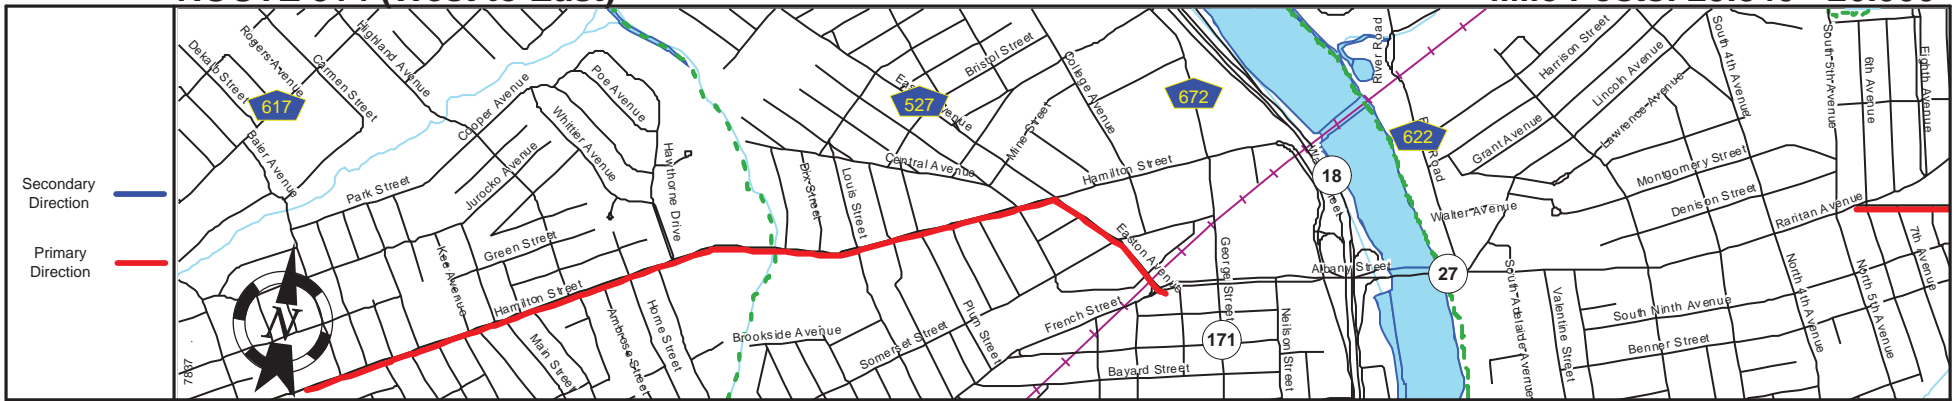 Secondary
Direction
Primary
Direction
Dekalb Street
Rogers Avenue
Carmen Street
Highland Avenue
617
Baier Avenue
Cooper Avenue
Park Street
Jurocko Avenue
Whittier Avenue
Poe Avenue
Hawthorne Drive
Kee Avenue
Green Street
Hamilton Street
Main Street
Ambrose Street
Home Street
N
7837
Brookside Avenue
Somerset Street
Plum Street
Dix Street
Louis Street
Central Avenue
527
Bristol Street
Mine Street
College Avenue
Hamilton Street
672
Easton Avenue
French Street
George Street
171
Bayard Street
Neilson Street
Albany Street
18
27
River Road
622
Walter Avenue
Grant Avenue
Harrison Street
Lincoln Avenue
Lawrence Avenue
South 4th Avenue
Montgomery Street
Denison Street
Raritan Avenue
South 5th Avenue
6th Avenue
Eighth Avenue
7th Avenue
North 4th Avenue
North 5th Avenue
South Adelaide Avenue
Valentine Street
South Ninth Avenue
Benner Street